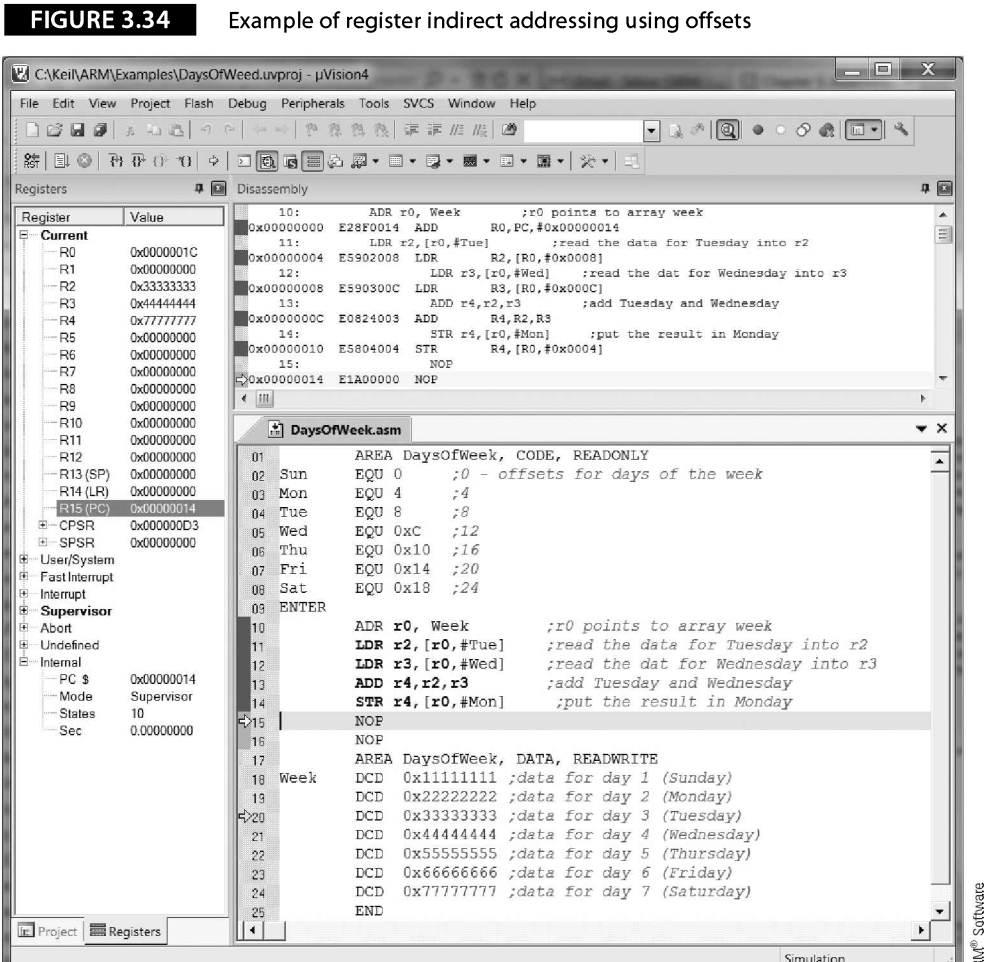 FIGURE 3.34 Example of register indirect addressing using offsets
C:\Keil\ARM\Examples\DaysOfWeed.uvproj - µVision4
File Edit View Project Flash Debug Peripherals Tools SVCS Window Help
Registers
Register Value
Current
R0 0x0000001C
R1 0x00000000
R2 0x33333333
R3 0x44444444
R4 0x77777777
R5 0x00000000
R6 0x00000000
R7 0x00000000
R8 0x00000000
R9 0x00000000
R10 0x00000000
R11 0x00000000
R12 0x00000000
R13 (SP) 0x00000000
R14 (LR) 0x00000000
R15 (PC) 0x00000014
CPSR 0x000000D3
SPSR 0x00000000
User/System
Fast Interrupt
Interrupt
Supervisor
Abort
Undefined
Internal
PC $ 0x00000014
Mode Supervisor
States 10
Sec 0.00000000
Project Registers
Disassembly
10: ADR r0, Week ;r0 points to array week
0x00000000 E28F0014 ADD R0,PC,#0x00000014
11: LDR r2,[r0,#Tue] ;read the data for Tuesday into r2
0x00000004 E5902008 LDR R2,[R0,#0x0008]
12: LDR r3,[r0,#Wed] ;read the dat for Wednesday into r3
0x00000008 E590300C LDR R3,[R0,#0x000C]
13: ADD r4,r2,r3 ;add Tuesday and Wednesday
0x0000000C E0824003 ADD R4,R2,R3
14: STR r4,[r0,#Mon] ;put the result in Monday
0x00000010 E5804004 STR R4,[R0,#0x0004]
15: NOP
0x00000014 E1A00000 NOP
DaysOfWeek.asm
01 AREA DaysOfWeek, CODE, READONLY
02 Sun EQU 0 ;0 - offsets for days of the week
03 Mon EQU 4 ;4
04 Tue EQU 8 ;8
05 Wed EQU 0xC ;12
06 Thu EQU 0x10 ;16
07 Fri EQU 0x14 ;20
08 Sat EQU 0x18 ;24
09 ENTER
10 ADR r0, Week ;r0 points to array week
11 LDR r2,[r0,#Tue] ;read the data for Tuesday into r2
12 LDR r3,[r0,#Wed] ;read the dat for Wednesday into r3
13 ADD r4,r2,r3 ;add Tuesday and Wednesday
14 STR r4,[r0,#Mon] ;put the result in Monday
15 NOP
16 NOP
17 AREA DaysOfWeek, DATA, READWRITE
18 Week DCD 0x11111111 ;data for day 1 (Sunday)
19 DCD 0x22222222 ;data for day 2 (Monday)
20 DCD 0x33333333 ;data for day 3 (Tuesday)
21 DCD 0x44444444 ;data for day 4 (Wednesday)
22 DCD 0x55555555 ;data for day 5 (Thursday)
23 DCD 0x66666666 ;data for day 6 (Friday)
24 DCD 0x77777777 ;data for day 7 (Saturday)
25 END
Simulation
Software